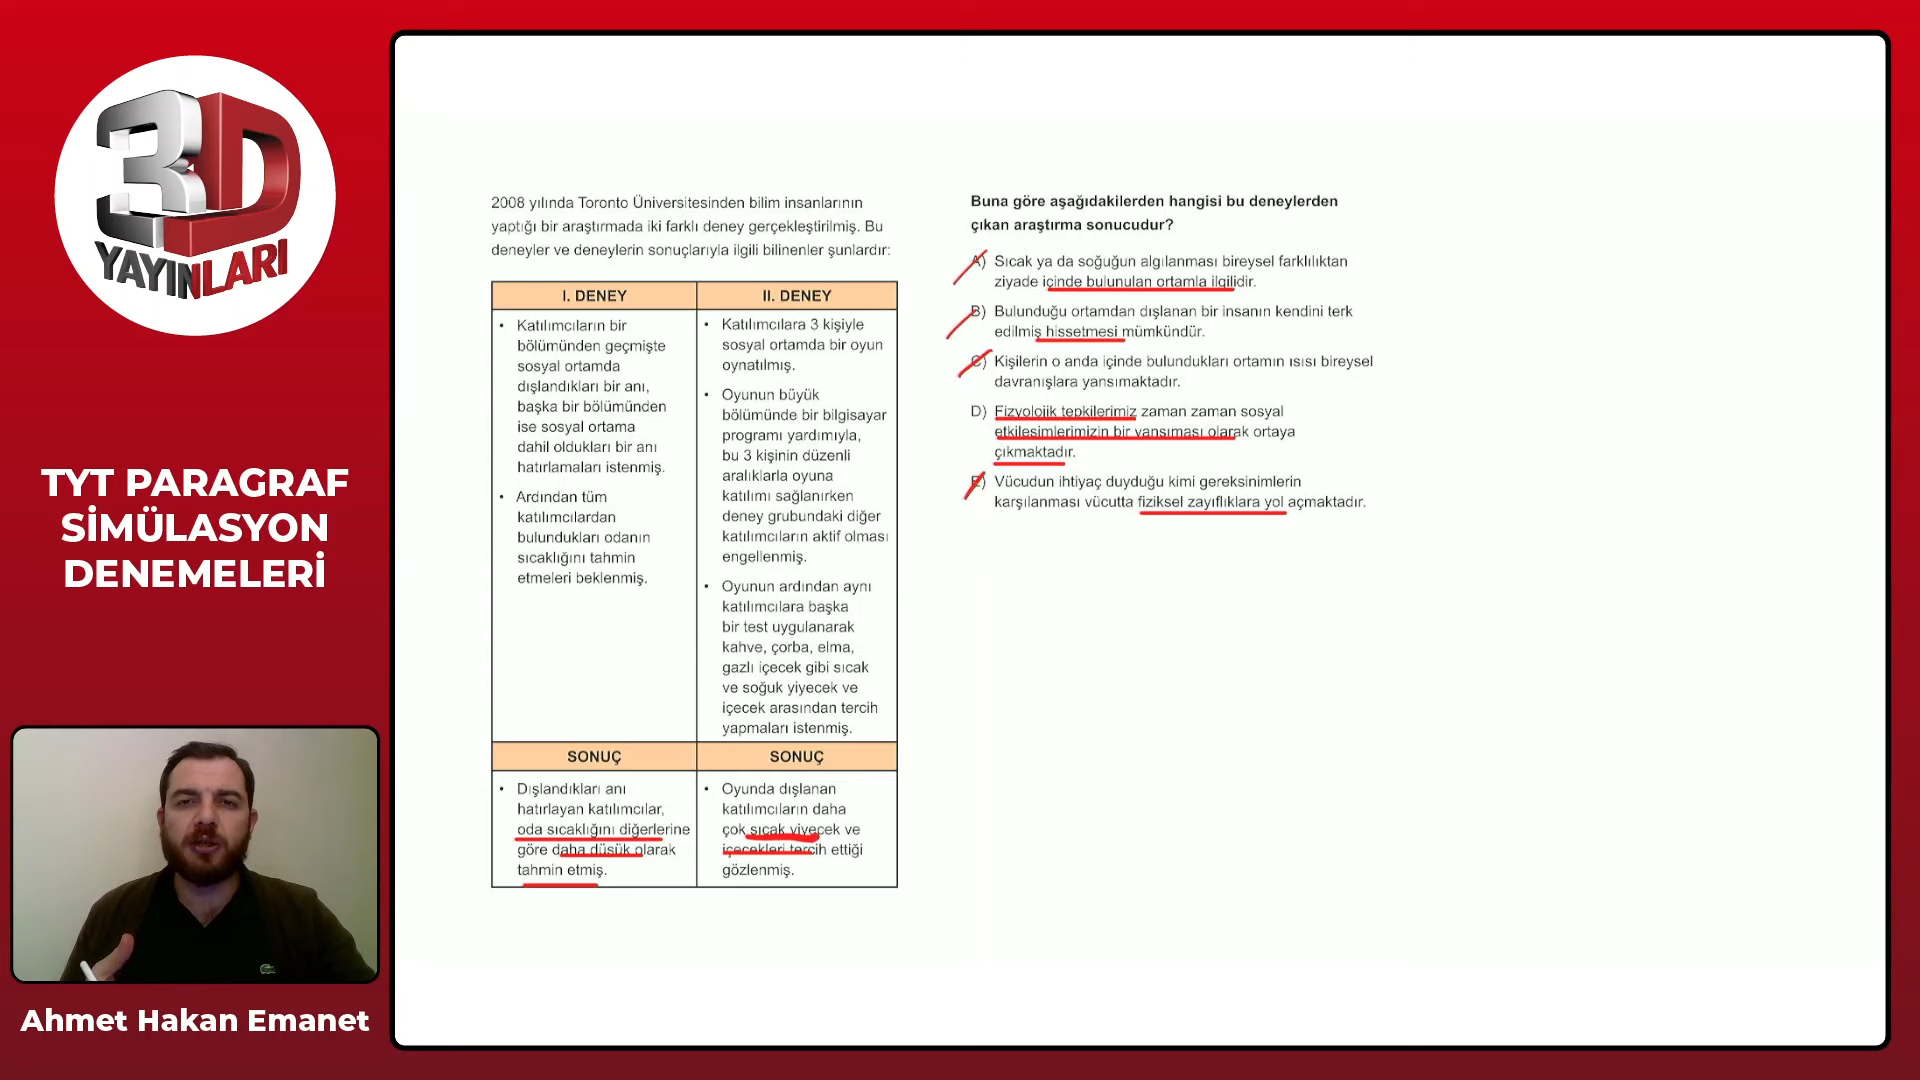 3D
YAYINLARI
TYT PARAGRAF
SİMÜLASYON
DENEMELERİ
Ahmet Hakan Emanet
2008 yılında Toronto Üniversitesinden bilim insanlarının
yaptığı bir araştırmada iki farklı deney gerçekleştirilmiş. Bu
deneyler ve deneylerin sonuçlarıyla ilgili bilinenler şunlardır:
I. DENEY
• Katılımcıların bir
bölümünden geçmişte
sosyal ortamda
dışlandıkları bir anı,
başka bir bölümünden
ise sosyal ortama
dahil oldukları bir anı
hatırlamaları istenmiş.
• Ardından tüm
katılımcılardan
bulundukları odanın
sıcaklığını tahmin
etmeleri beklenmiş.
II. DENEY
• Katılımcılara 3 kişiyle
sosyal ortamda bir oyun
oynatılmış.
• Oyunun büyük
bölümünde bir bilgisayar
programı yardımıyla,
bu 3 kişinin düzenli
aralıklarla oyuna
katılımı sağlanırken
deney grubundaki diğer
katılımcıların aktif olması
engellenmiş.
• Oyunun ardından aynı
katılımcılara başka
bir test uygulanarak
kahve, çorba, elma,
gazlı içecek gibi sıcak
ve soğuk yiyecek ve
içecek arasından tercih
yapmaları istenmiş.
SONUÇ
• Dışlandıkları anı
hatırlayan katılımcılar,
oda sıcaklığını diğerlerine
göre daha düşük olarak
tahmin etmiş.
SONUÇ
• Oyunda dışlanan
katılımcıların daha
çok sıcak yiyecek ve
içecekleri tercih ettiği
gözlenmiş.
Buna göre aşağıdakilerden hangisi bu deneylerden
çıkan araştırma sonucudur?
A) Sıcak ya da soğuğun algılanması bireysel farklılıktan
ziyade içinde bulunulan ortamla ilgilidir.
B) Bulunduğu ortamdan dışlanan bir insanın kendini terk
edilmiş hissetmesi mümkündür.
C) Kişilerin o anda içinde bulundukları ortamın ısısı bireysel
davranışlara yansımaktadır.
D) Fizyolojik tepkilerimiz zaman zaman sosyal
etkileşimlerimizin bir yansıması olarak ortaya
çıkmaktadır.
E) Vücudun ihtiyaç duyduğu kimi gereksinimlerin
karşılanması vücutta fiziksel zayıflıklara yol açmaktadır.